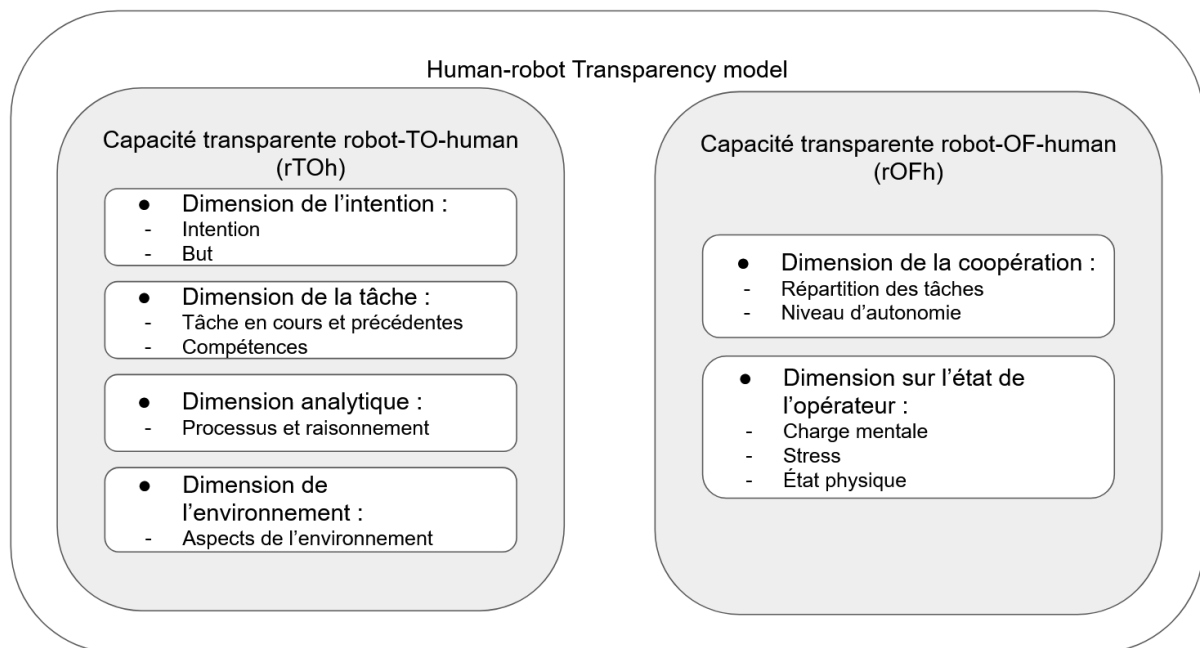 Human-robot Transparency model
Capacité transparente robot-TO-human
(rTOh)
● Dimension de l’intention :
- Intention
- But
● Dimension de la tâche :
- Tâche en cours et précédentes
- Compétences
● Dimension analytique :
- Processus et raisonnement
● Dimension de
l’environnement :
- Aspects de l’environnement
Capacité transparente robot-OF-human
(rOFh)
● Dimension de la coopération :
- Répartition des tâches
- Niveau d’autonomie
● Dimension sur l’état de
l’opérateur :
- Charge mentale
- Stress
- État physique